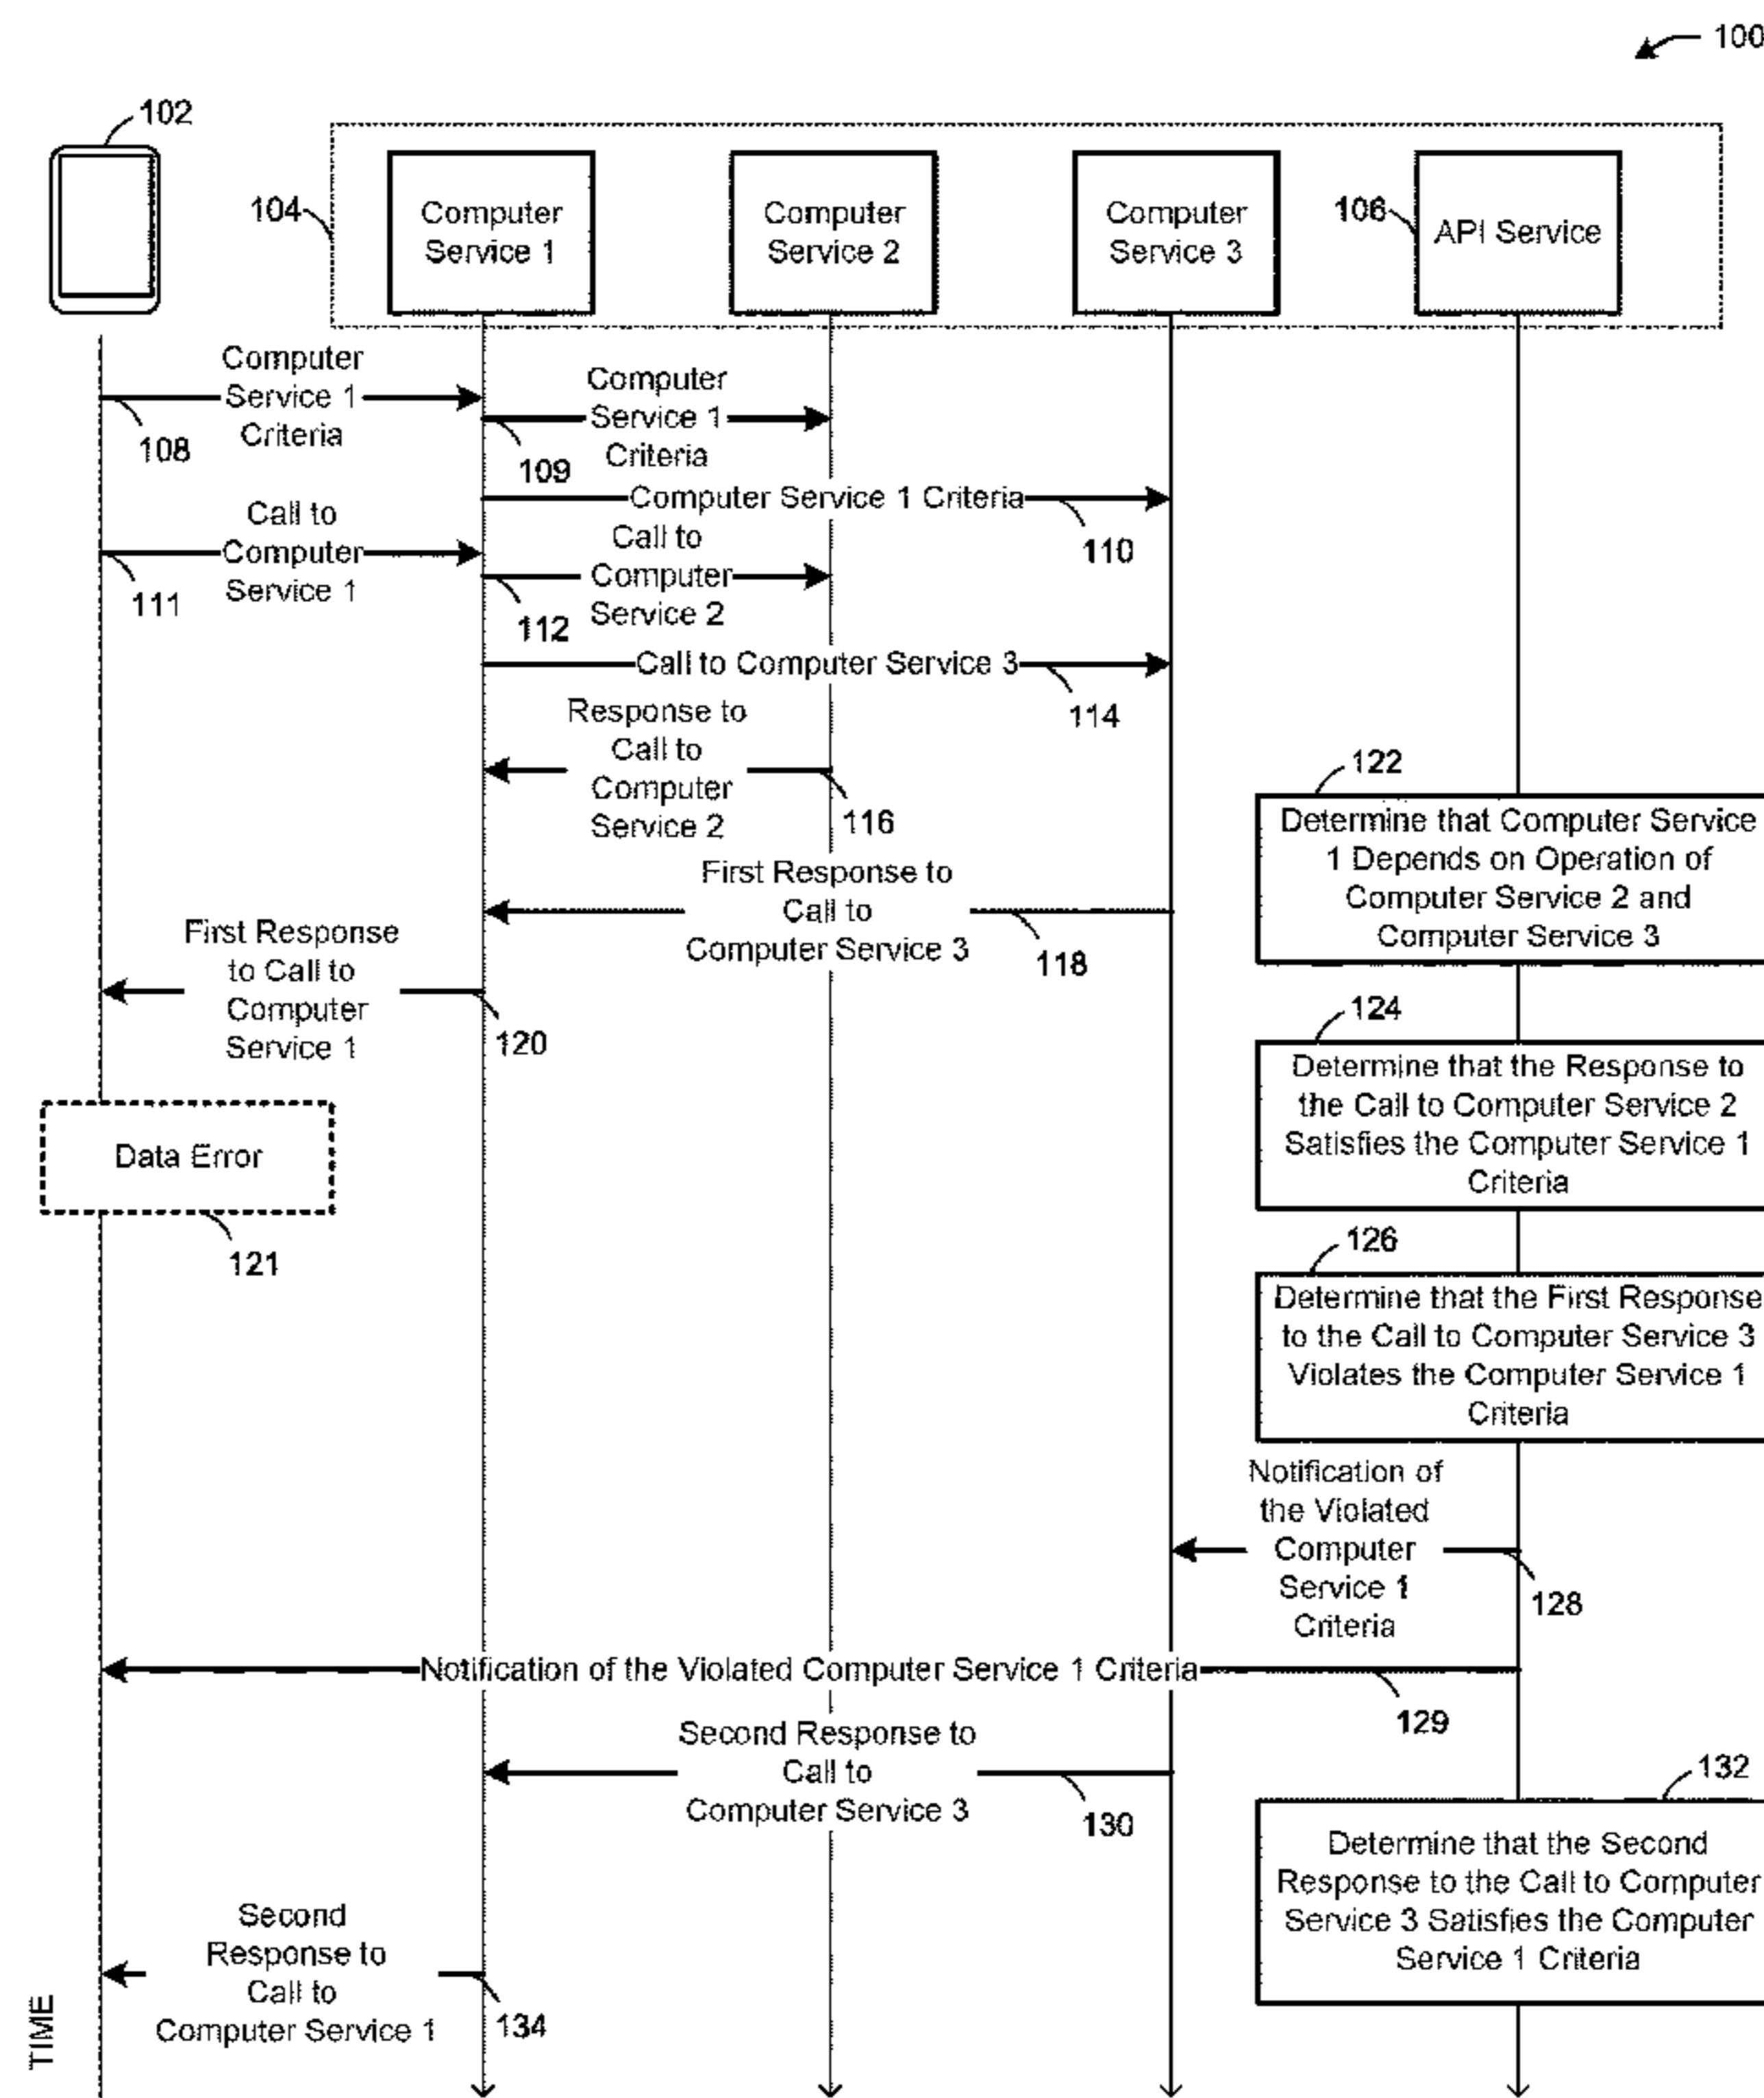 100
102
104
Computer
Service 1
Computer
Service 2
Computer
Service 3
106
API Service
Computer
Service 1
Criteria
108
Computer
Service 1
Criteria
109
Computer Service 1 Criteria
110
Call to
Computer
Service 1
111
Call to
Computer
Service 2
112
Call to Computer Service 3
114
Response to
Call to
Computer
Service 2
116
122
Determine that Computer Service
1 Depends on Operation of
Computer Service 2 and
Computer Service 3
First Response to
Call to
Computer Service 3
118
First Response
to Call to
Computer
Service 1
120
124
Determine that the Response to
the Call to Computer Service 2
Satisfies the Computer Service 1
Criteria
Data Error
121
126
Determine that the First Response
to the Call to Computer Service 3
Violates the Computer Service 1
Criteria
Notification of
the Violated
Computer
Service 1
Criteria
128
Notification of the Violated Computer Service 1 Criteria
129
Second Response to
Call to
Computer Service 3
130
132
Determine that the Second
Response to the Call to Computer
Service 3 Satisfies the Computer
Service 1 Criteria
Second
Response to
Call to
Computer Service 1
134
TIME